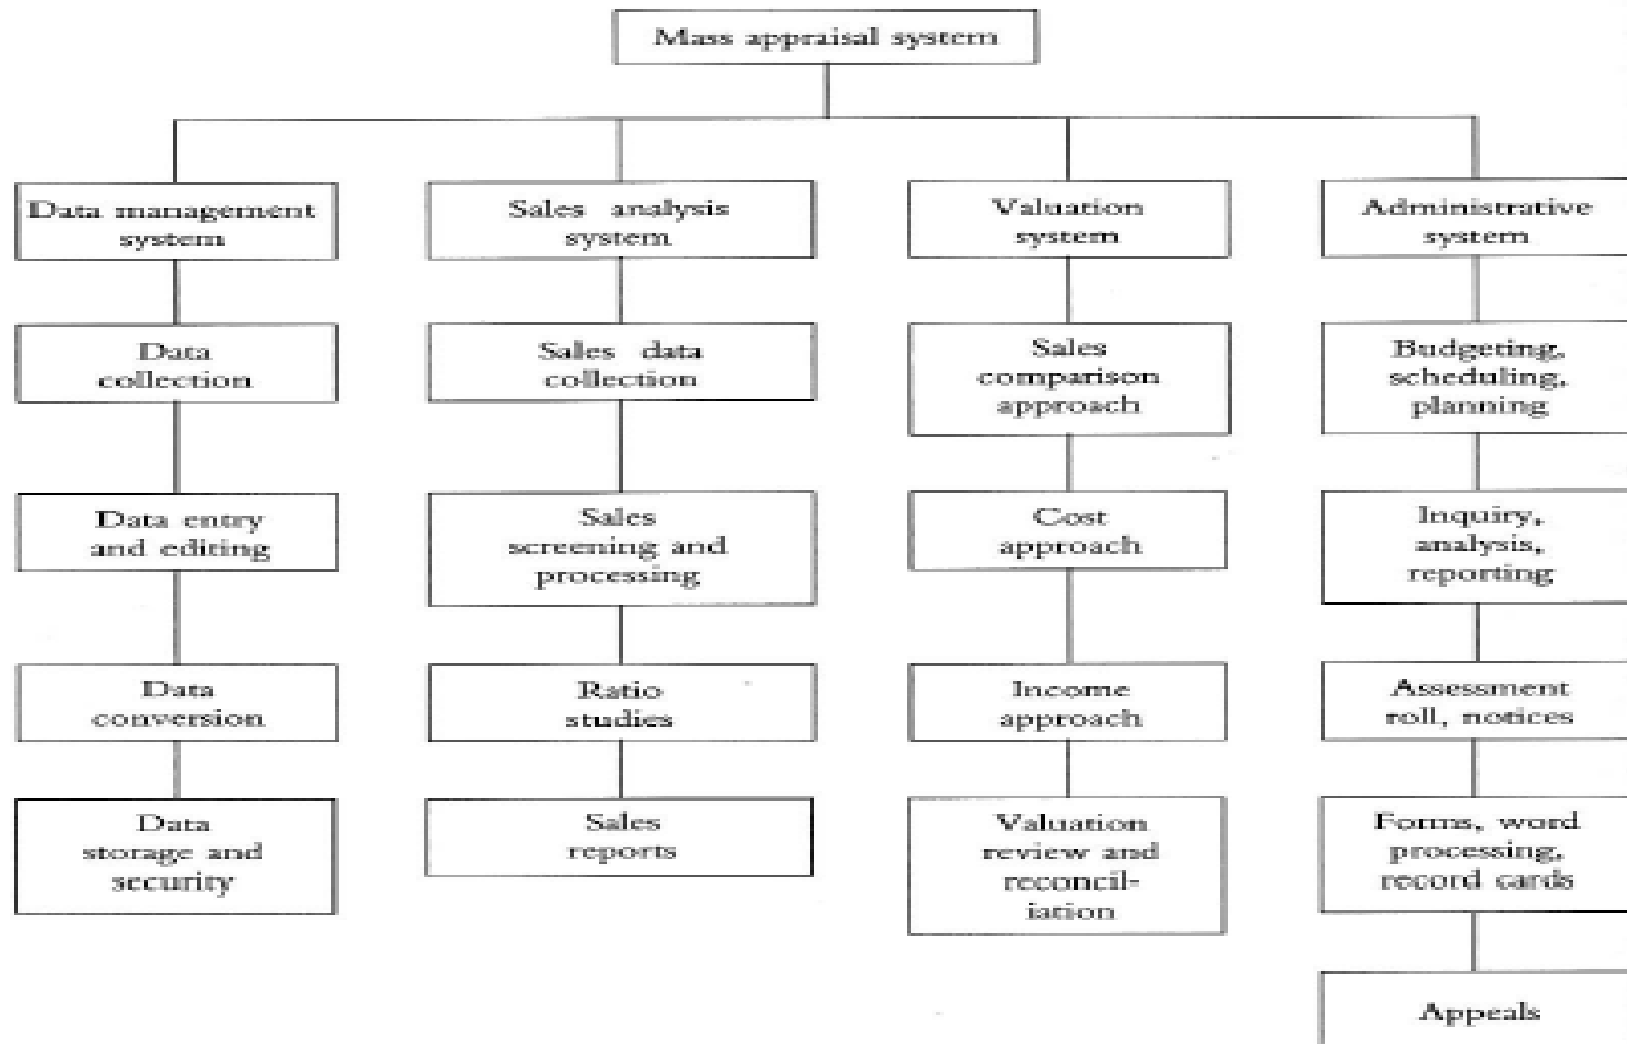 Mass appraisal system
Data management
system
Sales analysis
system
Valuation
system
Administrative
system
Data
collection
Sales data
collection
Sales
comparison
approach
Budgeting,
scheduling,
planning
Data entry
and editing
Sales
screening and
processing
Cost
approach
Inquiry,
analysis,
reporting
Data
conversion
Ratio
studies
Income
approach
Assessment
roll, notices
Data
storage and
security
Sales
reports
Valuation
review and
reconcil-
iation
Forms, word
processing,
record cards
Appeals